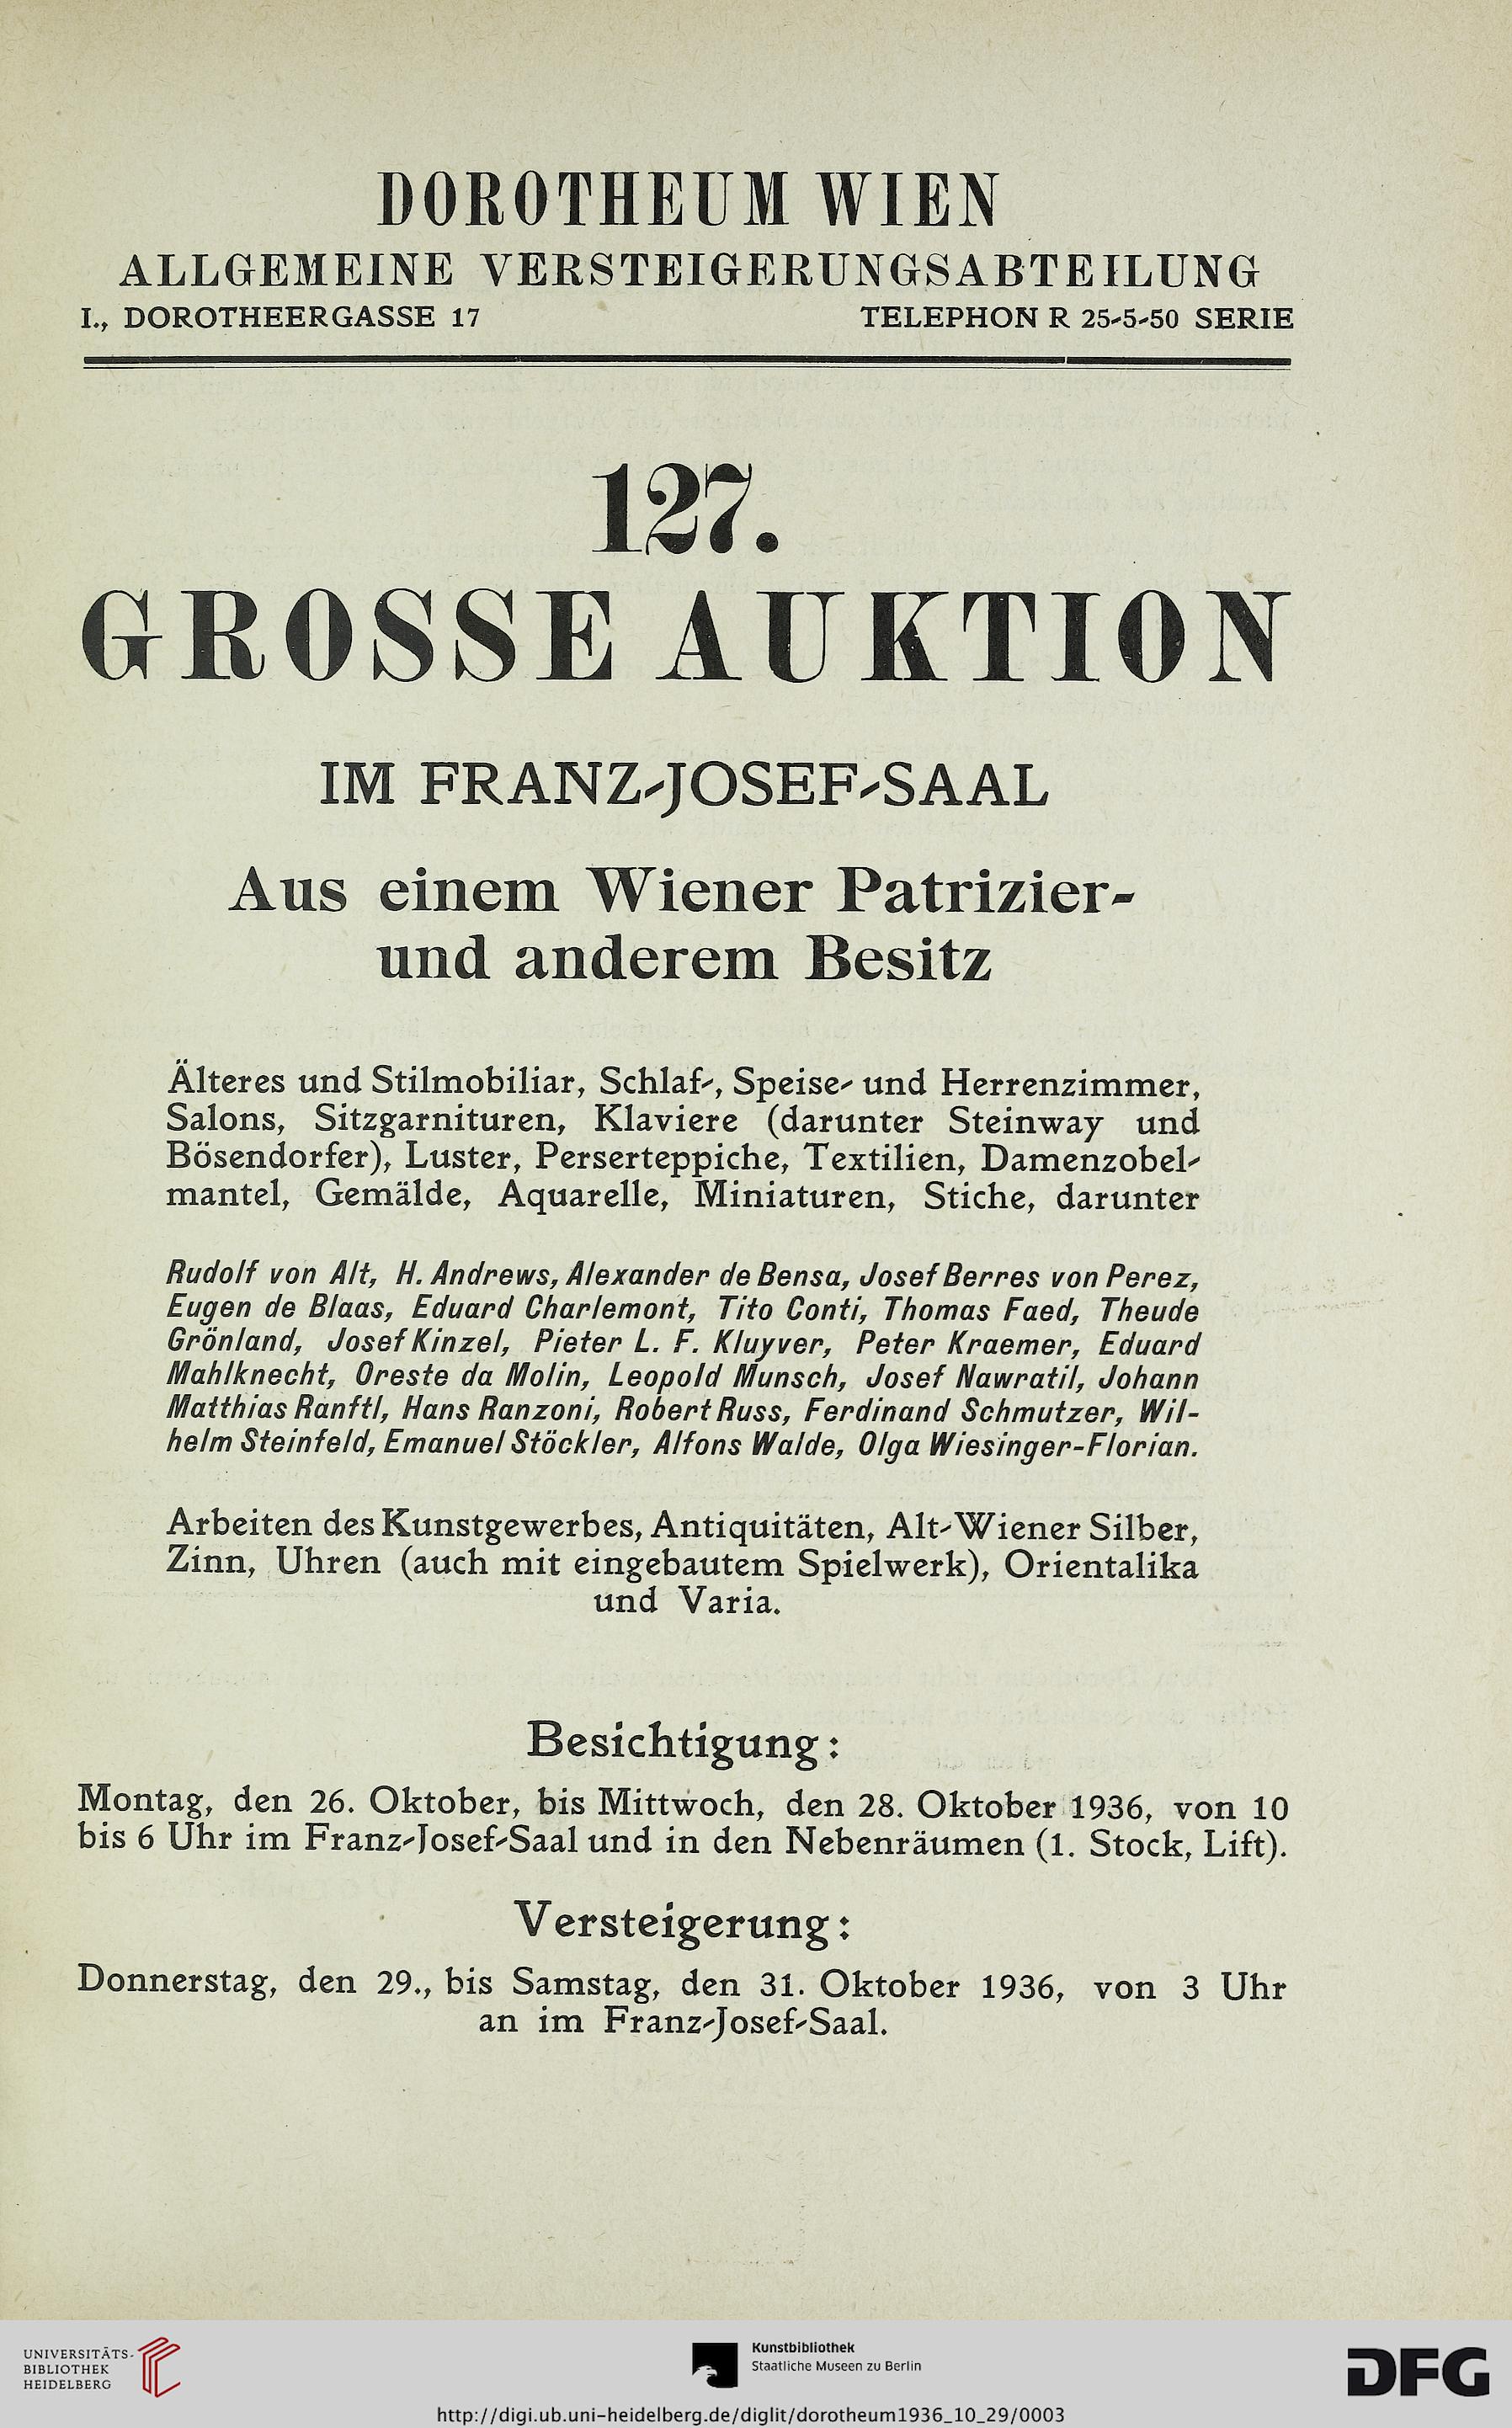 DOROTHEUM WIEN
ALLGEMEINE VERSTEIGERUNGSABTEILUNG
I., DOROTHEERGASSE 17 TELEPHON R 25-5-50 SERIE
127.
GROSSE AUKTION
IM FRANZ-JOSEF-SAAL
Aus einem Wiener Patrizier-
und anderem Besitz
Älteres und Stilmobiliar, Schlaf-, Speise- und Herrenzimmer,
Salons, Sitzgarnituren, Klaviere (darunter Steinway und
Bösendorfer), Luster, Perserteppiche, Textilien, Damenzobel-
mantel, Gemälde, Aquarelle, Miniaturen, Stiche, darunter
Rudolf von Alt, H. Andrews, Alexander de Bensa, Josef Berres von Perez,
Eugen de Blaas, Eduard Charlemont, Tito Conti, Thomas Faed, Theude
Grönland, Josef Kinzel, Pieter L. F. Kluyver, Peter Kraemer, Eduard
Mahlknecht, Oreste da Molin, Leopold Munsch, Josef Nawratil, Johann
Matthias Ranftl, Hans Ranzoni, Robert Russ, Ferdinand Schmutzer, Wil-
helm Steinfeld, Emanuel Stöckler, Alfons Walde, Olga Wiesinger-Florian.
Arbeiten des Kunstgewerbes, Antiquitäten, Alt-Wiener Silber,
Zinn, Uhren (auch mit eingebautem Spielwerk), Orientalika
und Varia.
Besichtigung:
Montag, den 26. Oktober, bis Mittwoch, den 28. Oktober 1936, von 10
bis 6 Uhr im Franz-Josef-Saal und in den Nebenräumen (1. Stock, Lift).
Versteigerung:
Donnerstag, den 29., bis Samstag, den 31. Oktober 1936, von 3 Uhr
an im Franz-Josef-Saal.
UNIVERSITÄTS-
BIBLIOTHEK
HEIDELBERG
Kunstbibliothek
Staatliche Museen zu Berlin
DFG
http://digi.ub.uni-heidelberg.de/diglit/dorotheum1936_10_29/0003